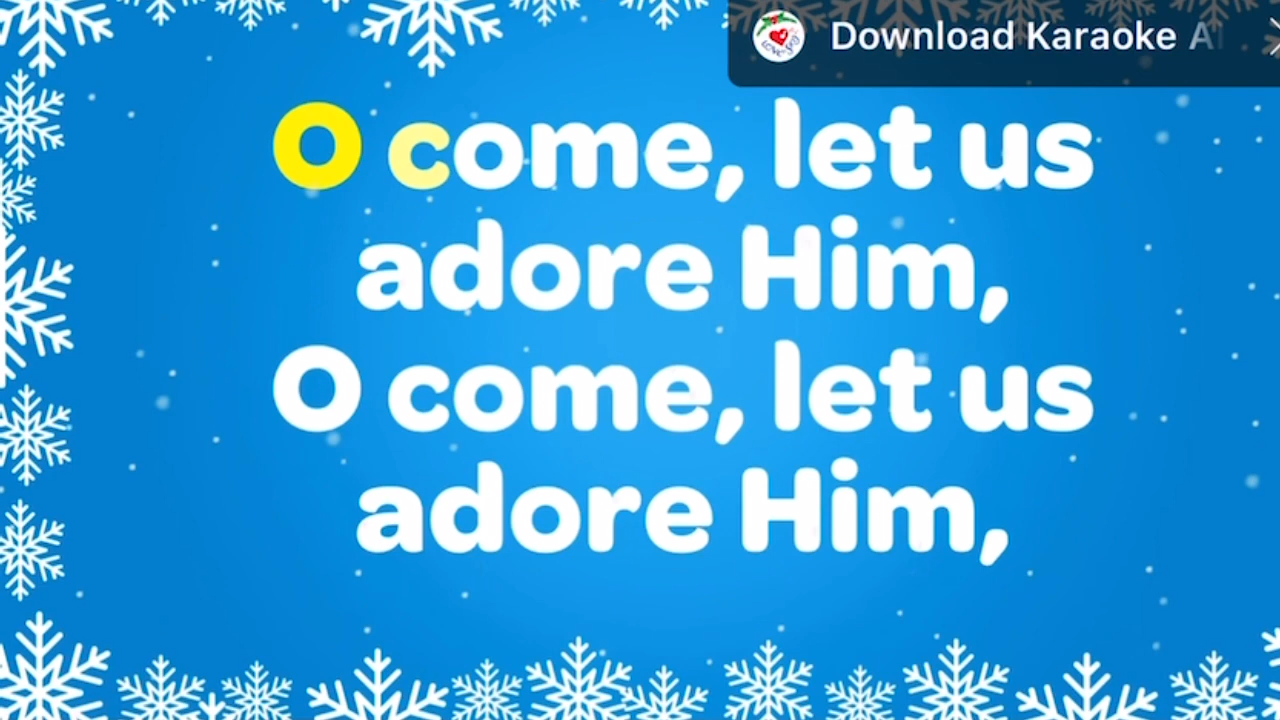 Download Karaoke
O come, let us
adore Him,
O come, let us
adore Him,